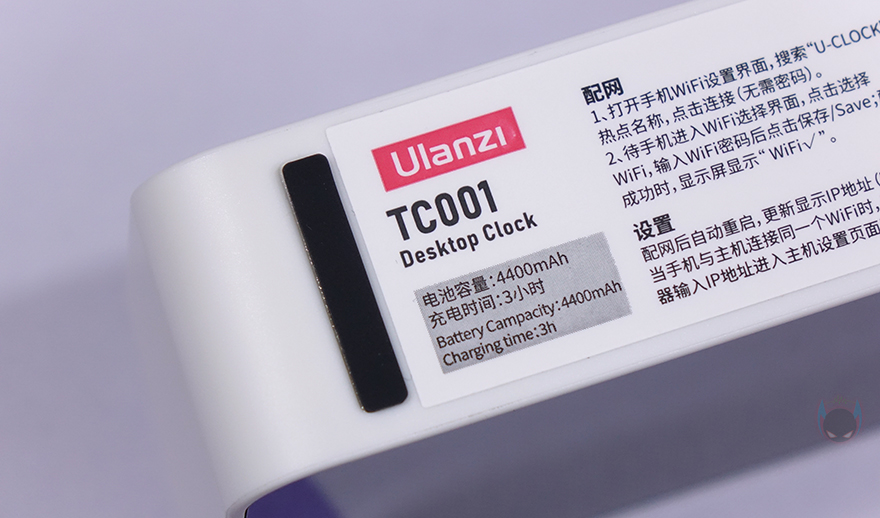 Ulanzi
TC001
Desktop Clock
电池容量:4400mAh
充电时间:3小时
Battery Campacity:4400mAh
Charging time:3h
配网
1、打开手机WiFi设置界面,搜索“U-CLOCK”
热点名称,点击连接(无需密码)。
2、待手机进入WiFi选择界面,点击选择
WiFi,输入WiFi密码后点击保存/Save;
成功时,显示屏显示“WiFi√”。
设置
配网后自动重启,更新显示IP地址(
当手机与主机连接同一个WiFi时,
器输入IP地址进入主机设置页面